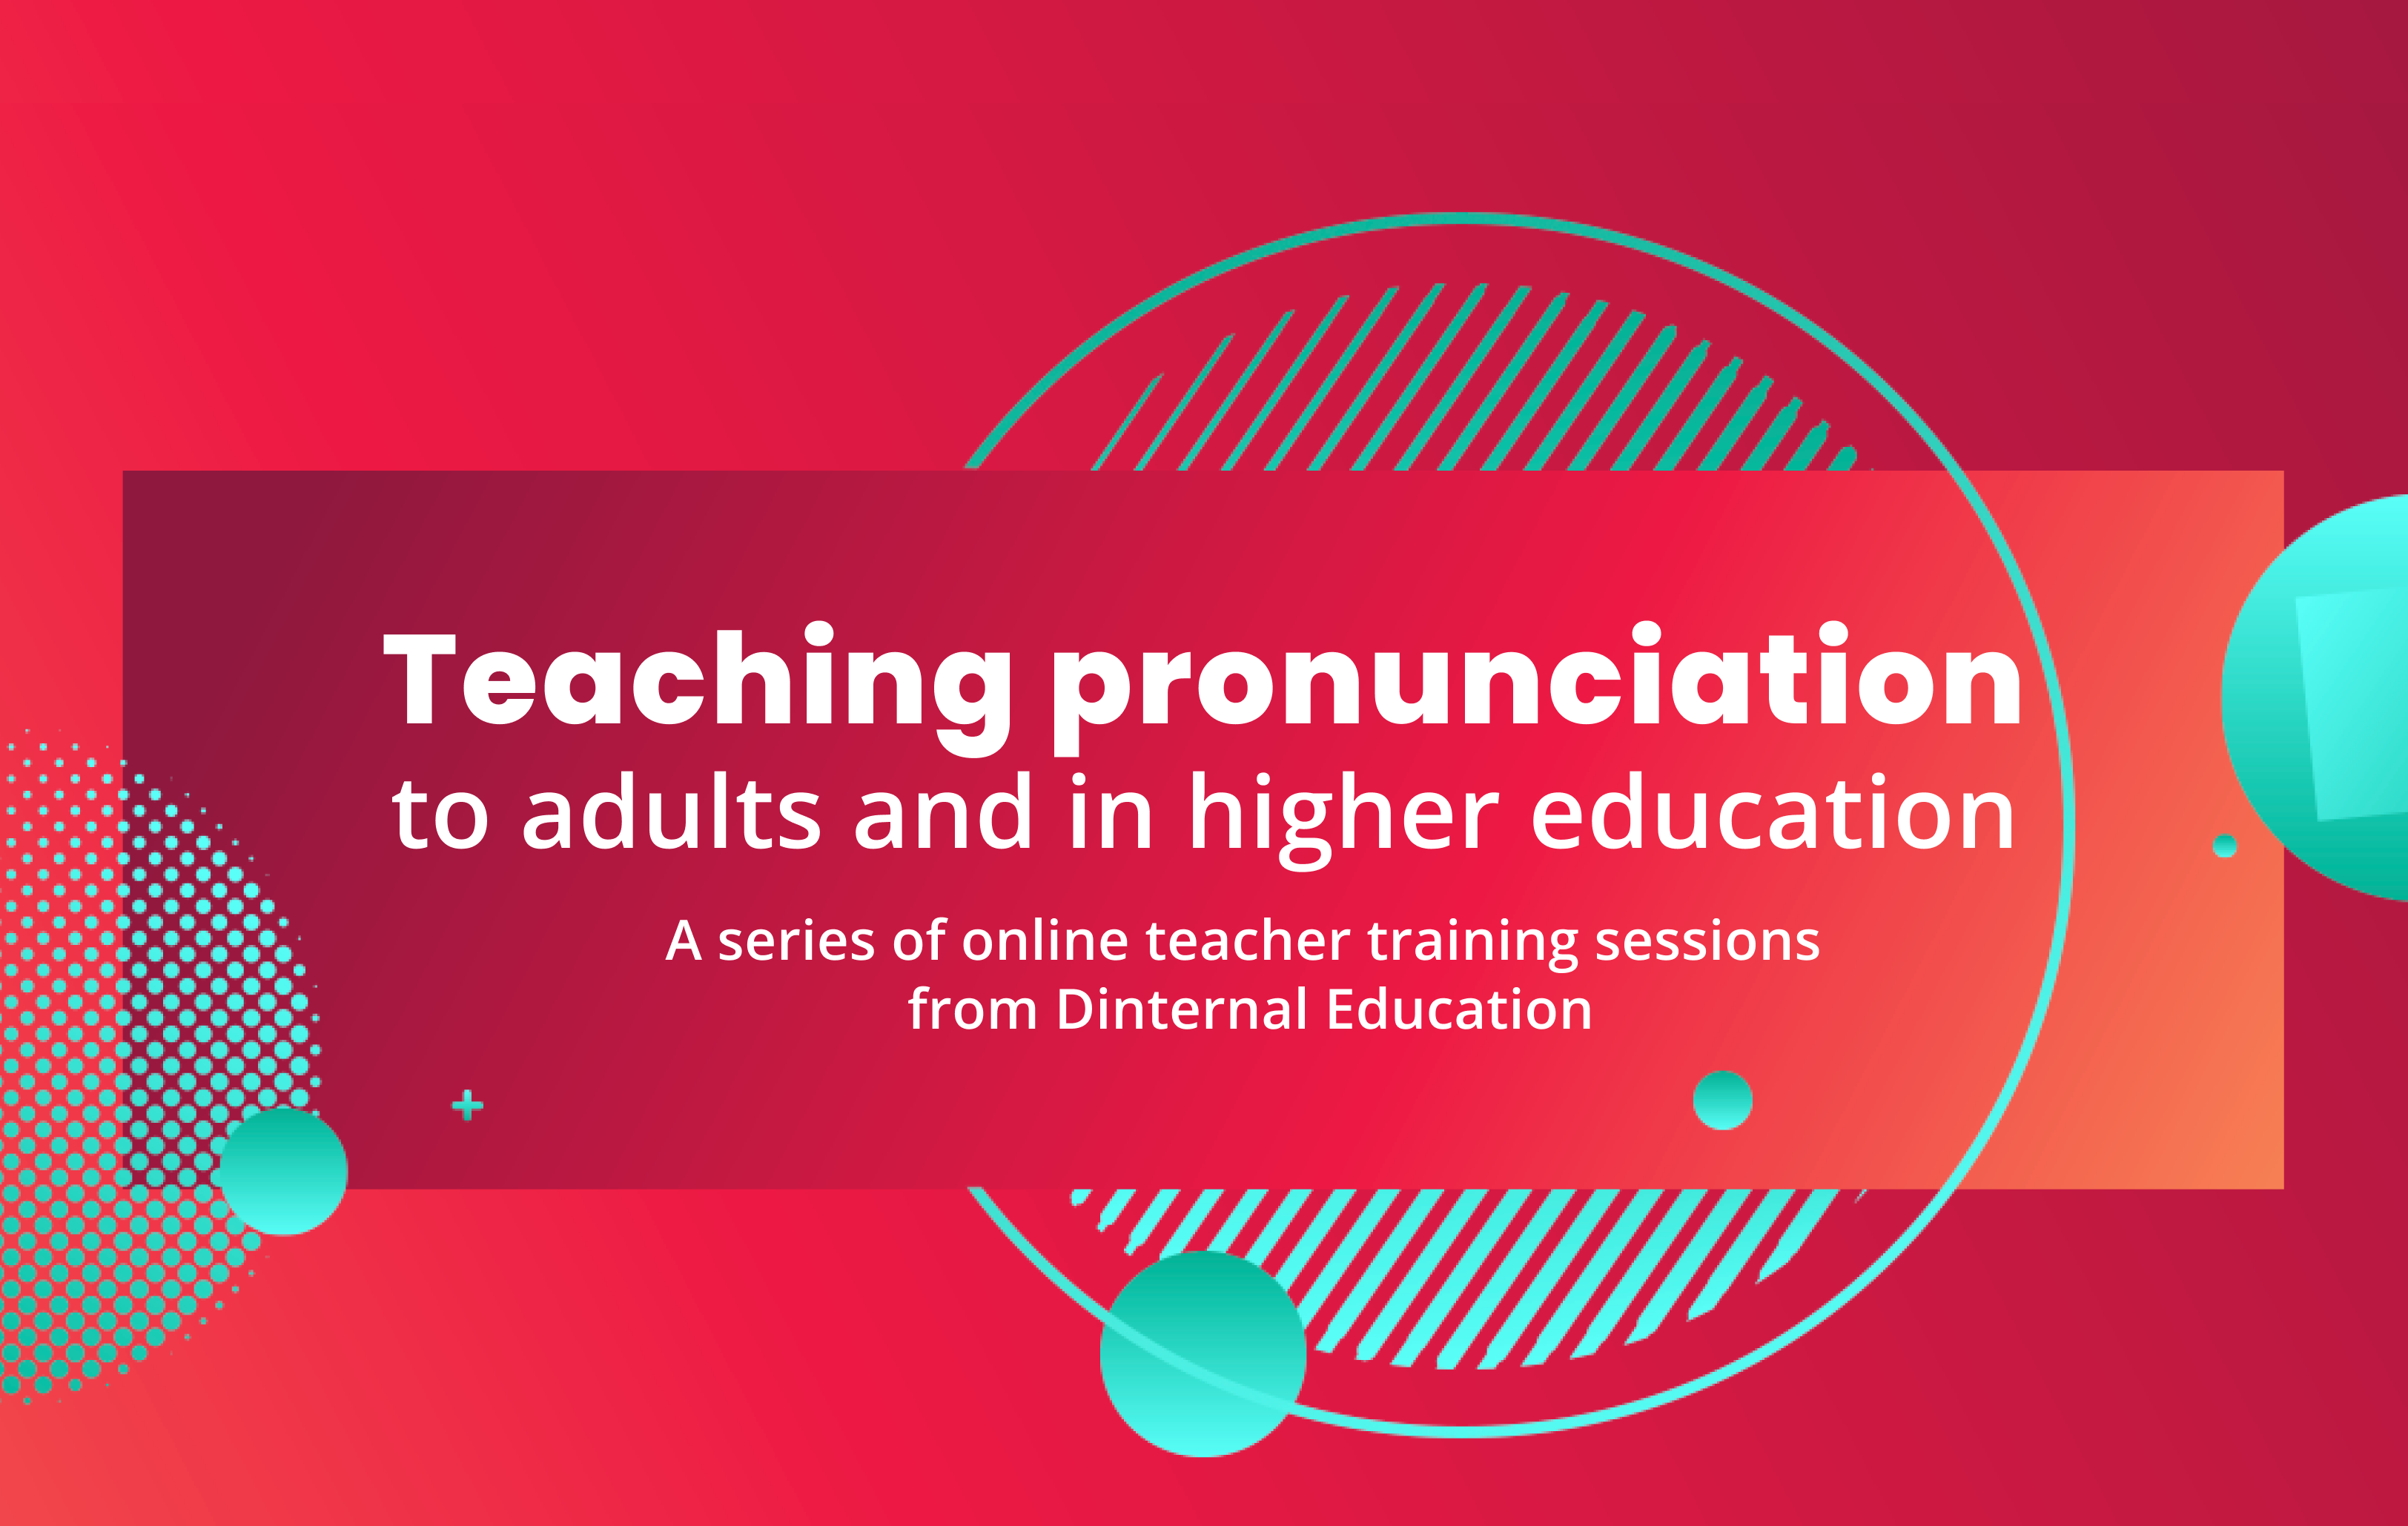 Teaching pronunciation
to adults and in higher education
A series of online teacher training sessions
from Dinternal Education